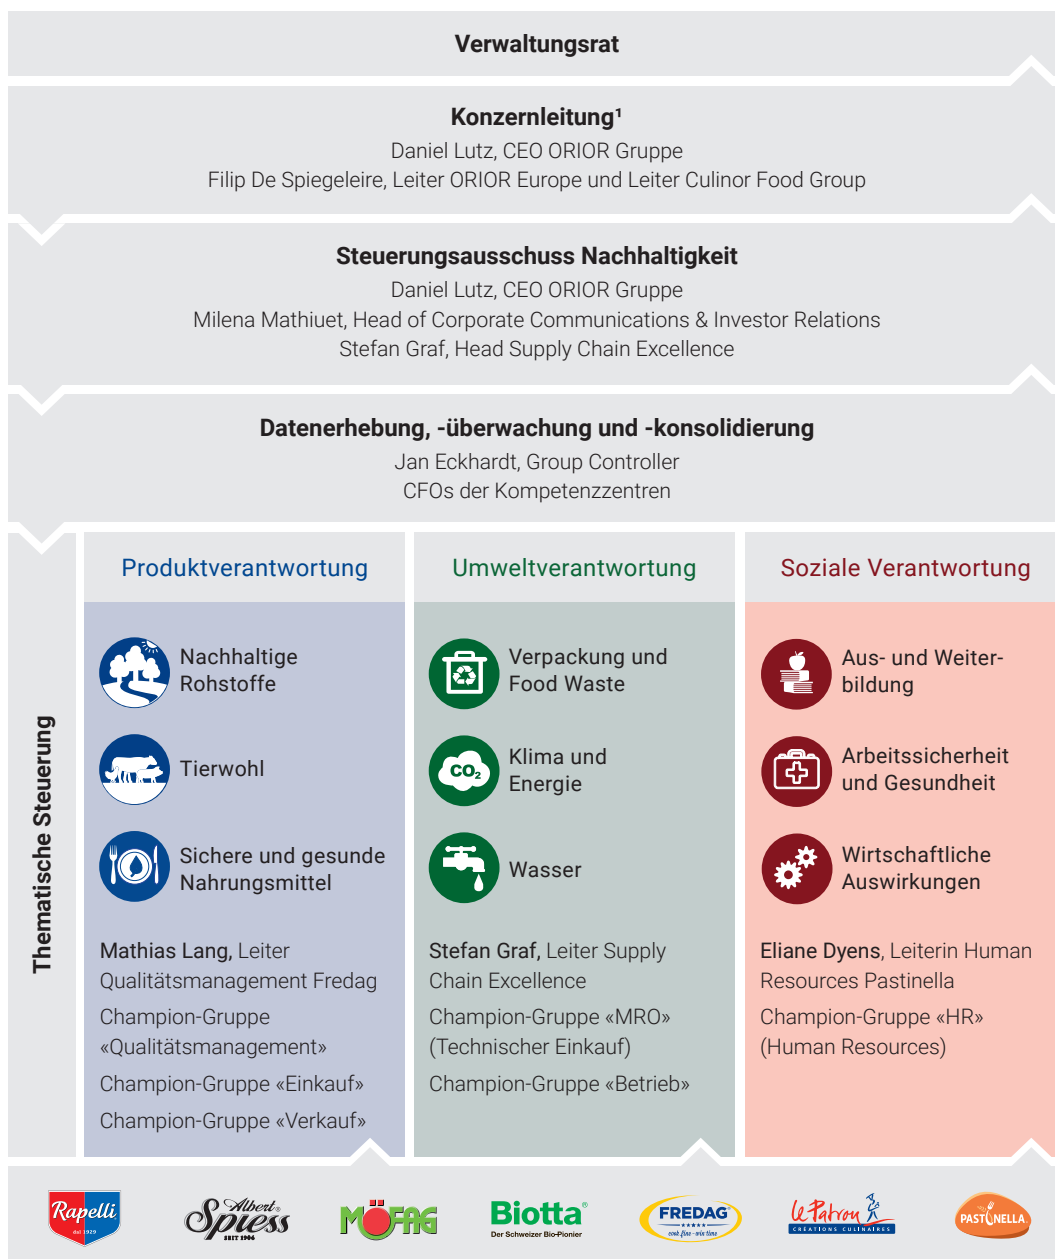 Verwaltungsrat
Konzernleitung¹
Daniel Lutz, CEO ORIOR Gruppe
Filip De Spiegeleire, Leiter ORIOR Europe und Leiter Culinor Food Group
Steuerungsausschuss Nachhaltigkeit
Daniel Lutz, CEO ORIOR Gruppe
Milena Mathiuet, Head of Corporate Communications & Investor Relations
Stefan Graf, Head Supply Chain Excellence
Datenerhebung, -überwachung und -konsolidierung
Jan Eckhardt, Group Controller
CFOs der Kompetenzzentren
Thematische Steuerung
Produktverantwortung
Nachhaltige
Rohstoffe
Tierwohl
Sichere und gesunde
Nahrungsmittel
Mathias Lang, Leiter
Qualitätsmanagement Fredag
Champion-Gruppe
«Qualitätsmanagement»
Champion-Gruppe «Einkauf»
Champion-Gruppe «Verkauf»
Umweltverantwortung
Verpackung und
Food Waste
CO₂
Klima und
Energie
Wasser
Stefan Graf, Leiter Supply
Chain Excellence
Champion-Gruppe «MRO»
(Technischer Einkauf)
Champion-Gruppe «Betrieb»
Soziale Verantwortung
Aus- und Weiter-
bildung
Arbeitssicherheit
und Gesundheit
Wirtschaftliche
Auswirkungen
Eliane Dyens, Leiterin Human
Resources Pastinella
Champion-Gruppe «HR»
(Human Resources)
Rapelli
dal 1929
Albert
Spiess
SEIT 1906
MÖFAG
Biotta®
Der Schweizer Bio-Pionier
FREDAG
cook fine - win time
le Patron
CREATIONS CULINAIRES
PASTINELLA